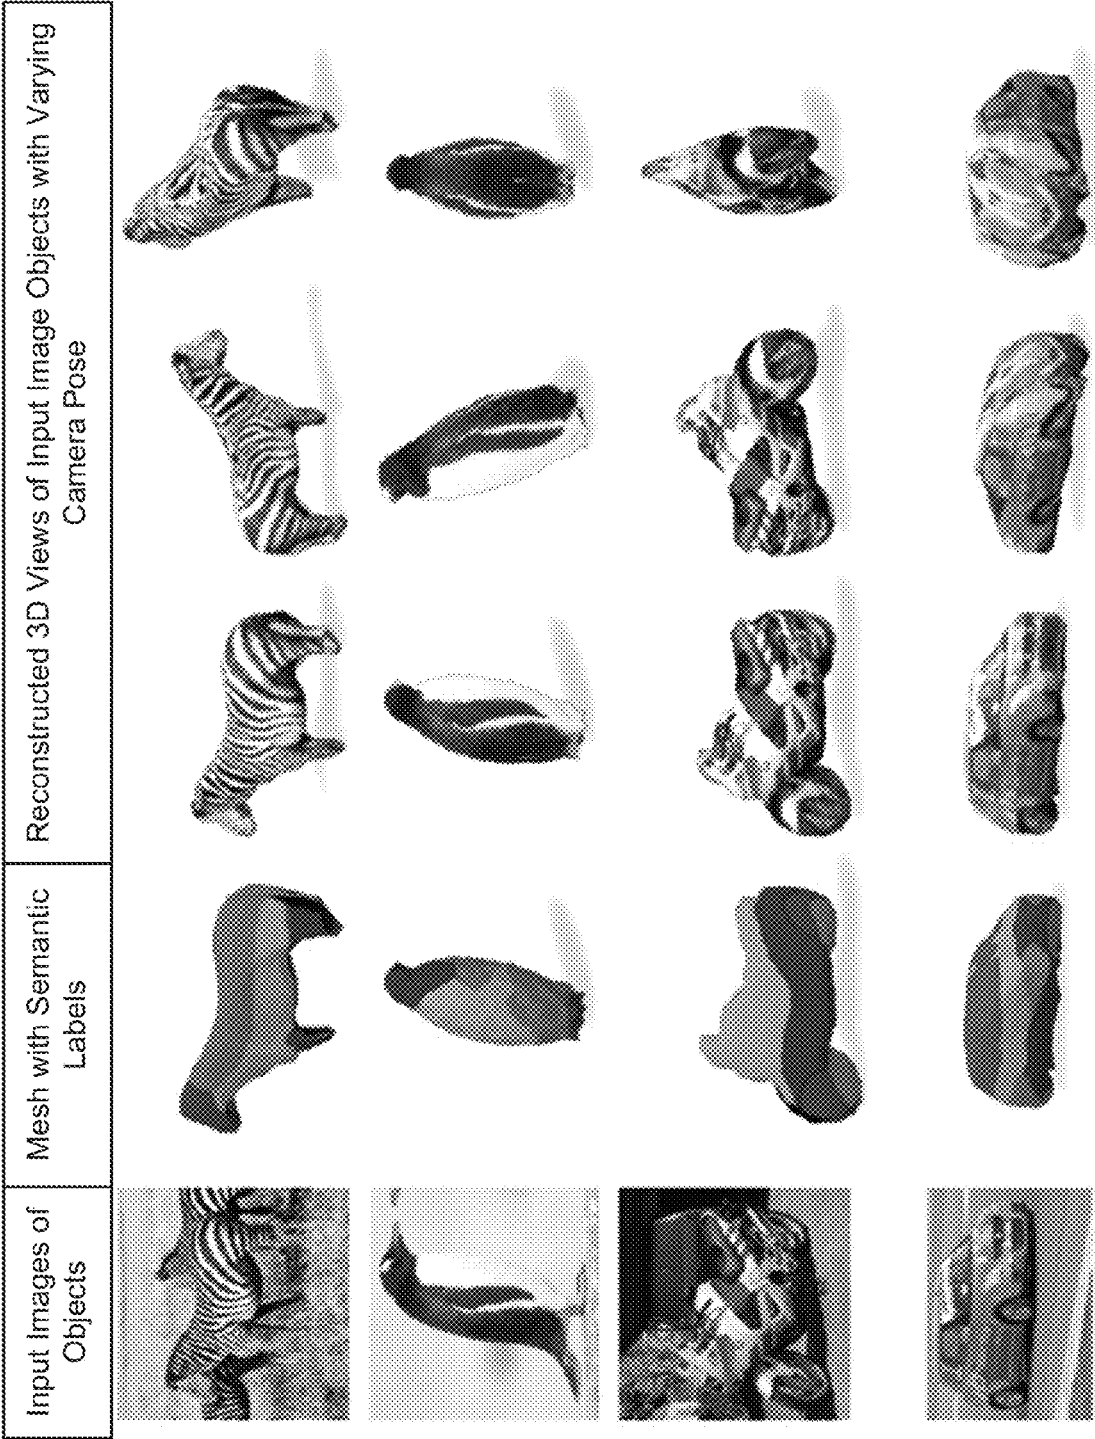 Input Images of
Objects
Mesh with Semantic
Labels
Reconstructed 3D Views of Input Image Objects with Varying
Camera Pose